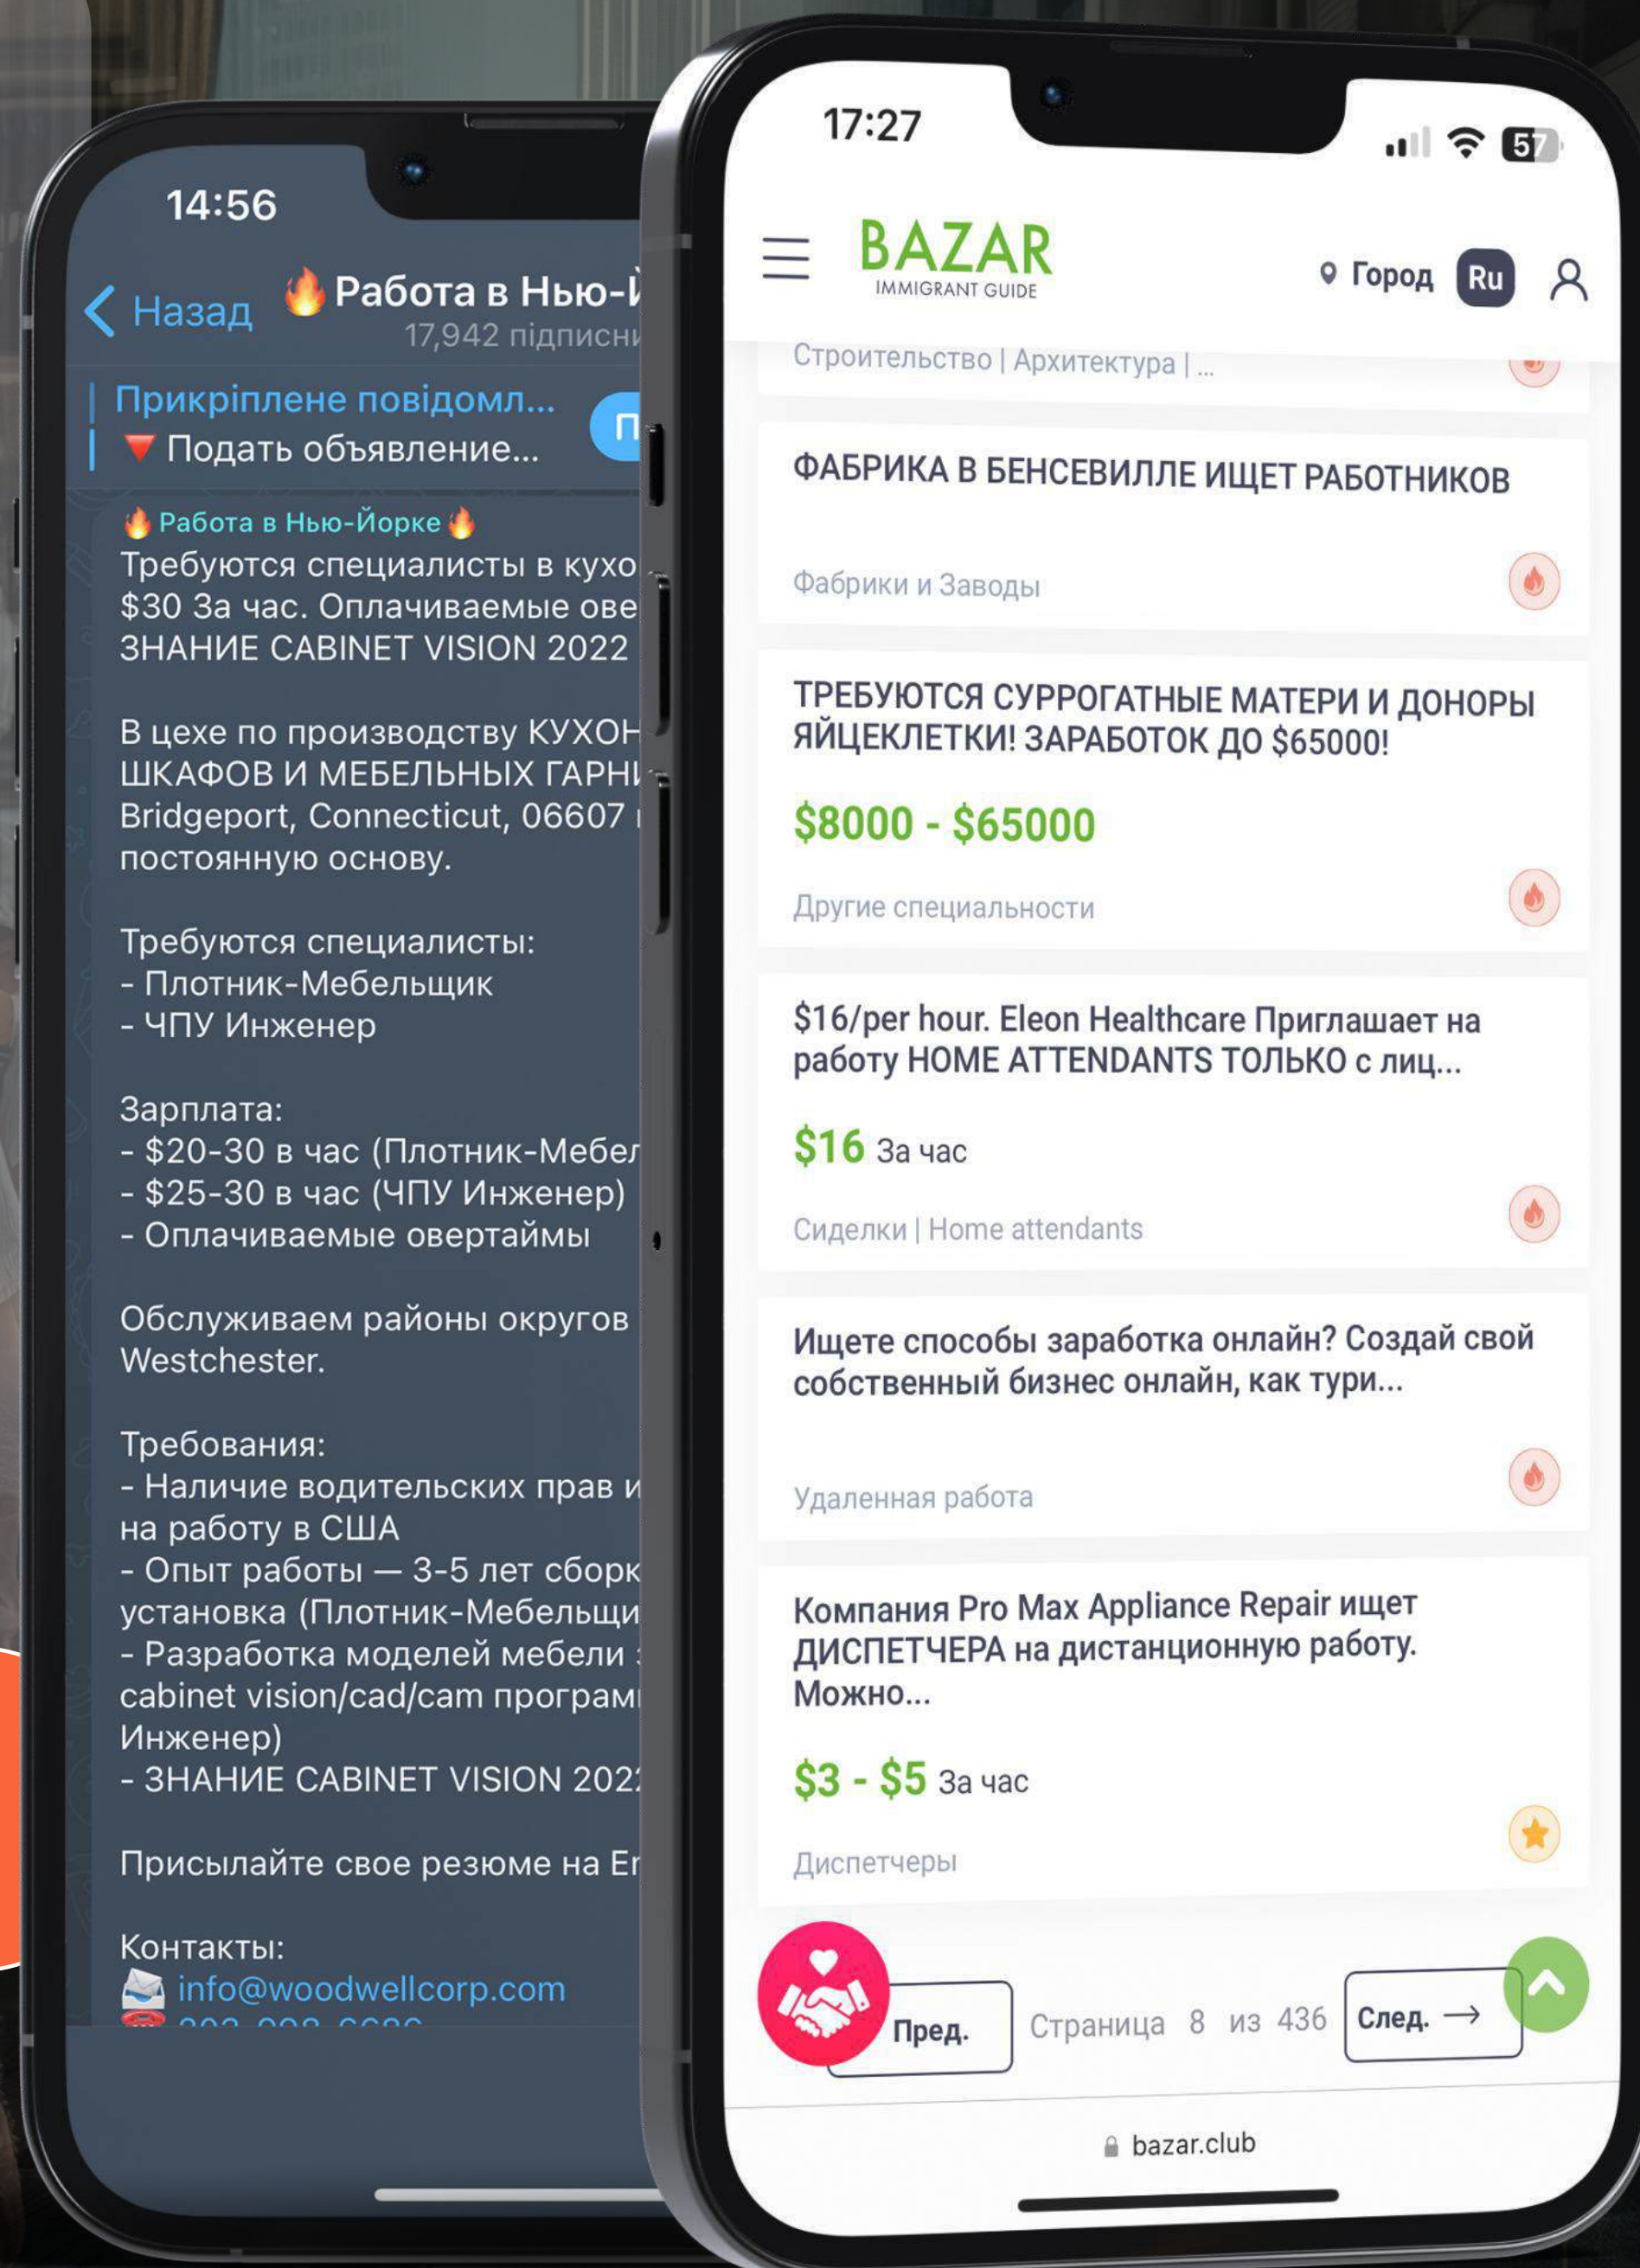 14:56
Назад
🔥 Работа в Нью-Й
17,942 підписни
Прикріплене повідомл...
🔻 Подать объявление...
П
🔥 Работа в Нью-Йорке 🔥
Требуются специалисты в кухо
$30 За час. Оплачиваемые ове
ЗНАНИЕ CABINET VISION 2022
В цехе по производству КУХОН
ШКАФОВ И МЕБЕЛЬНЫХ ГАРНИ
Bridgeport, Connecticut, 06607
постоянную основу.
Требуются специалисты:
- Плотник-Мебельщик
- ЧПУ Инженер
Зарплата:
- $20-30 в час (Плотник-Мебел
- $25-30 в час (ЧПУ Инженер)
- Оплачиваемые овертаймы
Обслуживаем районы округов
Westchester.
Требования:
- Наличие водительских прав и
на работу в США
- Опыт работы — 3-5 лет сборк
установка (Плотник-Мебельщи
- Разработка моделей мебели
cabinet vision/cad/cam програм
Инженер)
- ЗНАНИЕ CABINET VISION 202
Присылайте свое резюме на Em
Контакты:
info@woodwellcorp.com
17:27
57
BAZAR
IMMIGRANT GUIDE
Город
Ru
Строительство | Архитектура | ...
ФАБРИКА В БЕНСЕВИЛЛЕ ИЩЕТ РАБОТНИКОВ
Фабрики и Заводы
ТРЕБУЮТСЯ СУРРОГАТНЫЕ МАТЕРИ И ДОНОРЫ
ЯЙЦЕКЛЕТКИ! ЗАРАБОТОК ДО $65000!
$8000 - $65000
Другие специальности
$16/per hour. Eleon Healthcare Приглашает на
работу HOME ATTENDANTS ТОЛЬКО с лиц...
$16 За час
Сиделки | Home attendants
Ищете способы заработка онлайн? Создай свой
собственный бизнес онлайн, как тури...
Удаленная работа
Компания Pro Max Appliance Repair ищет
ДИСПЕТЧЕРА на дистанционную работу.
Можно...
$3 - $5 За час
Диспетчеры
Пред.
Страница 8 из 436
След. →
bazar.club